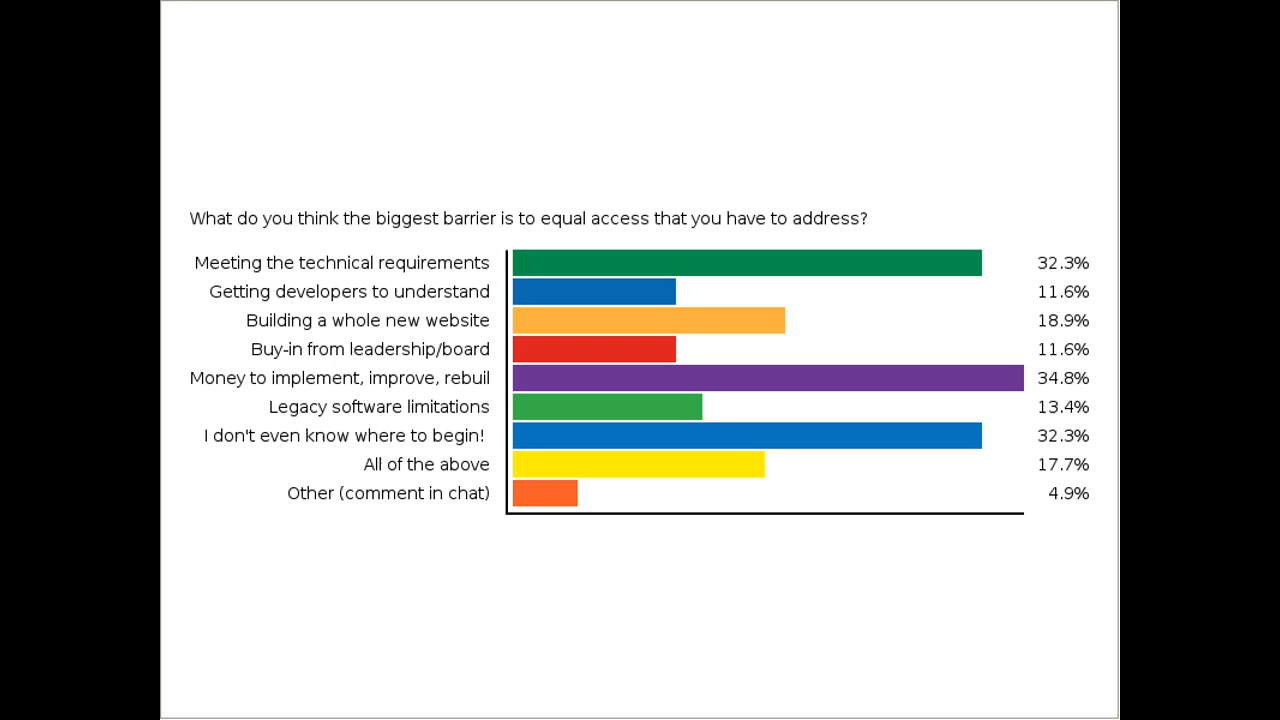 What do you think the biggest barrier is to equal access that you have to address?
Meeting the technical requirements 32.3%
Getting developers to understand 11.6%
Building a whole new website 18.9%
Buy-in from leadership/board 11.6%
Money to implement, improve, rebuil 34.8%
Legacy software limitations 13.4%
I don't even know where to begin! 32.3%
All of the above 17.7%
Other (comment in chat) 4.9%